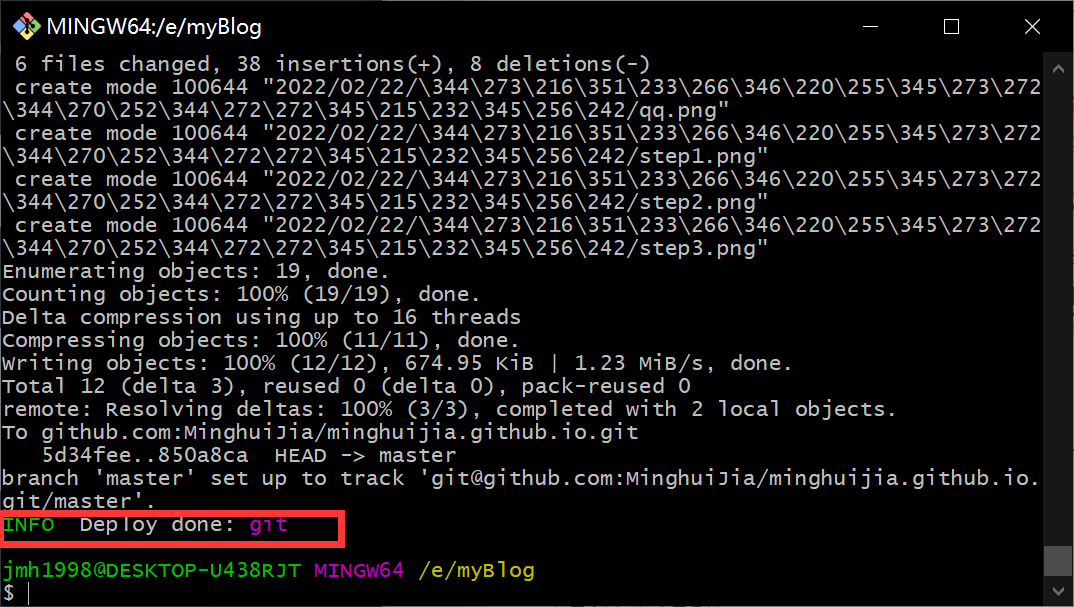 MINGW64:/e/myBlog
 6 files changed, 38 insertions(+), 8 deletions(-)
 create mode 100644 "2022/02/22/\344\273\216\351\233\266\346\220\255\345\273\272
\344\270\252\344\272\272\345\215\232\345\256\242/qq.png"
 create mode 100644 "2022/02/22/\344\273\216\351\233\266\346\220\255\345\273\272
\344\270\252\344\272\272\345\215\232\345\256\242/step1.png"
 create mode 100644 "2022/02/22/\344\273\216\351\233\266\346\220\255\345\273\272
\344\270\252\344\272\272\345\215\232\345\256\242/step2.png"
 create mode 100644 "2022/02/22/\344\273\216\351\233\266\346\220\255\345\273\272
\344\270\252\344\272\272\345\215\232\345\256\242/step3.png"
Enumerating objects: 19, done.
Counting objects: 100% (19/19), done.
Delta compression using up to 16 threads
Compressing objects: 100% (11/11), done.
Writing objects: 100% (12/12), 674.95 KiB | 1.23 MiB/s, done.
Total 12 (delta 3), reused 0 (delta 0), pack-reused 0
remote: Resolving deltas: 100% (3/3), completed with 2 local objects.
To github.com:MinghuiJia/minghuijia.github.io.git
   5d34fee..850a8ca  HEAD -> master
branch 'master' set up to track 'git@github.com:MinghuiJia/minghuijia.github.io.
git/master'.
INFO  Deploy done: git
jmh1998@DESKTOP-U438RJT MINGW64 /e/myBlog
$